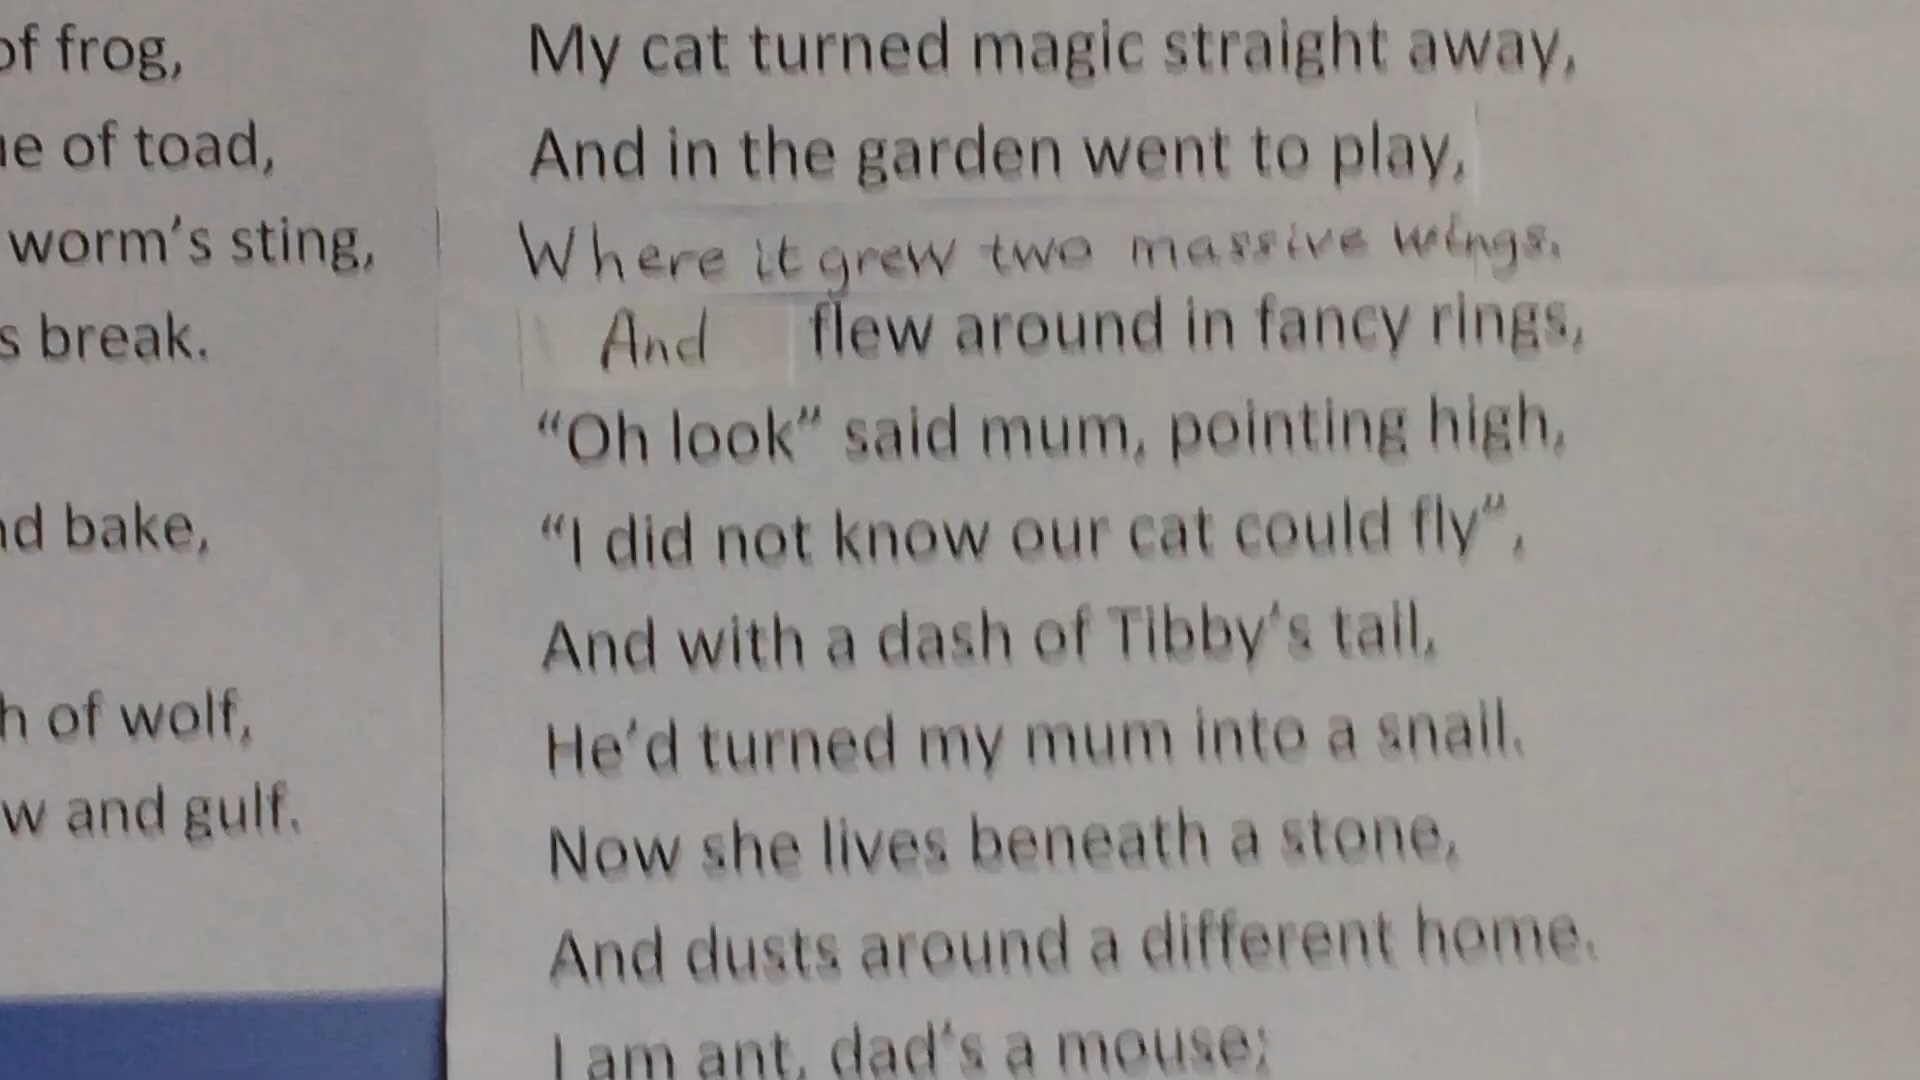 of frog,
of toad,
worm's sting,
break.
bake,
of wolf,
and gulf.
My cat turned magic straight away,
And in the garden went to play,
Where it grew two massive wings.
And flew around in fancy rings,
"Oh look" said mum, pointing high,
"I did not know our cat could fly",
And with a dash of Tibby's tail,
He'd turned my mum into a snail.
Now she lives beneath a stone,
And dusts around a different home.
I am ant, dad's a mouse;